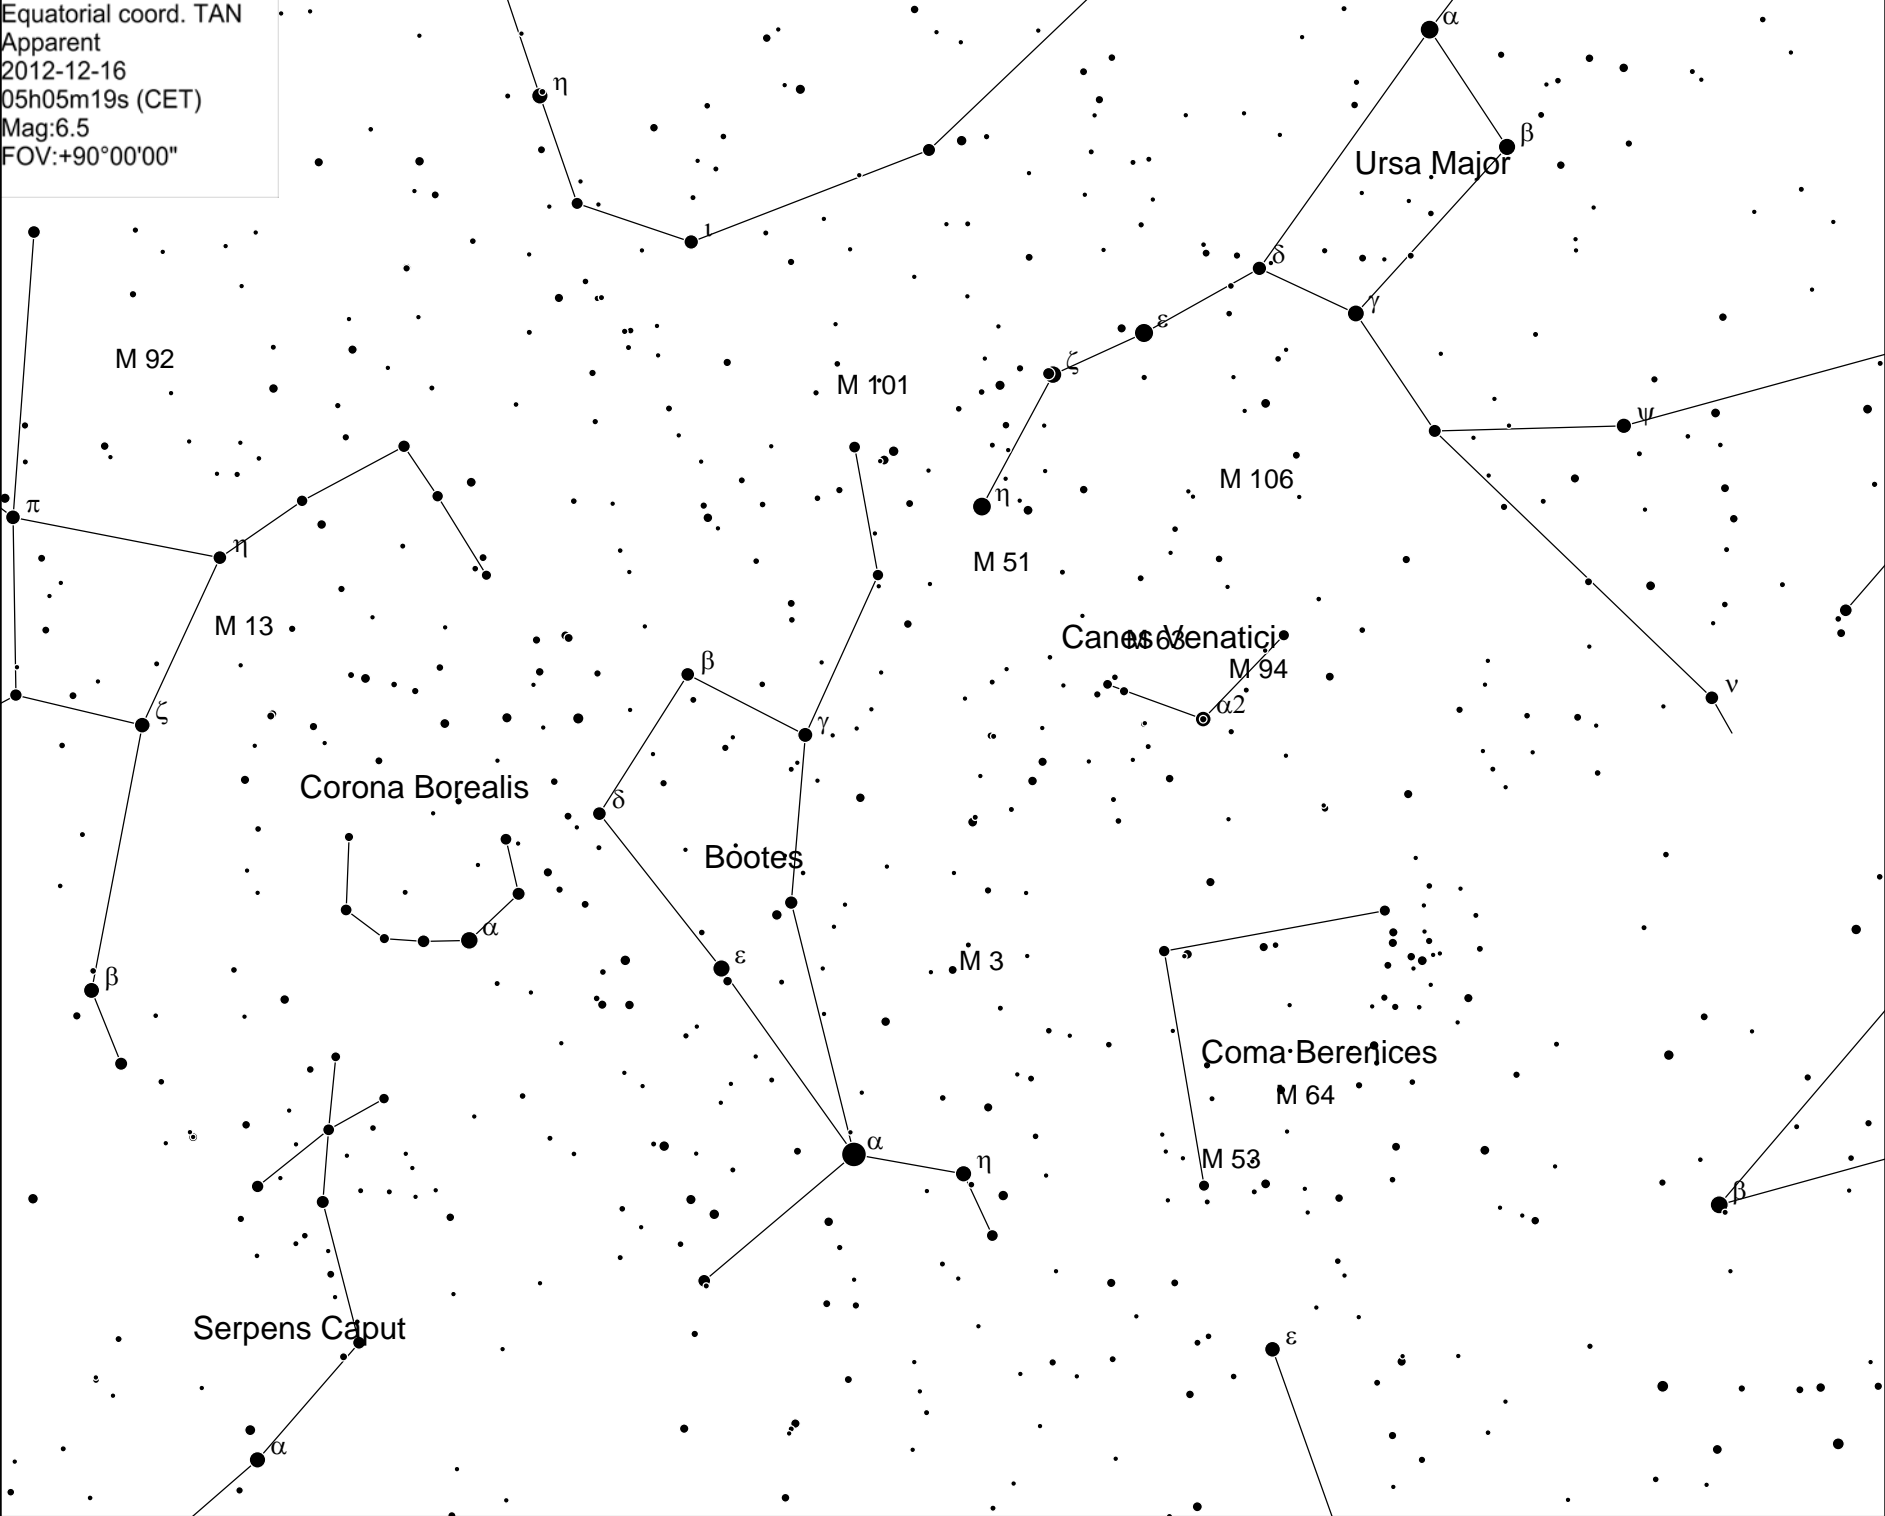 Equatorial coord. TAN
Apparent
2012-12-16
05h05m19s (CET)
Mag:6.5
FOV:+90°00'00"
α
η
β
Ursa Major
ι
δ
γ
ε
M 92
ζ
M 101
ψ
M 106
η
π
η
M 51
M 13
Canes Venatici
M 63
β
M 94
ν
α2
ζ
γ
Corona Borealis
δ
Bootes
α
ε
M 3
β
Coma Berenices
M 64
α
M 53
η
β
Serpens Caput
ε
α